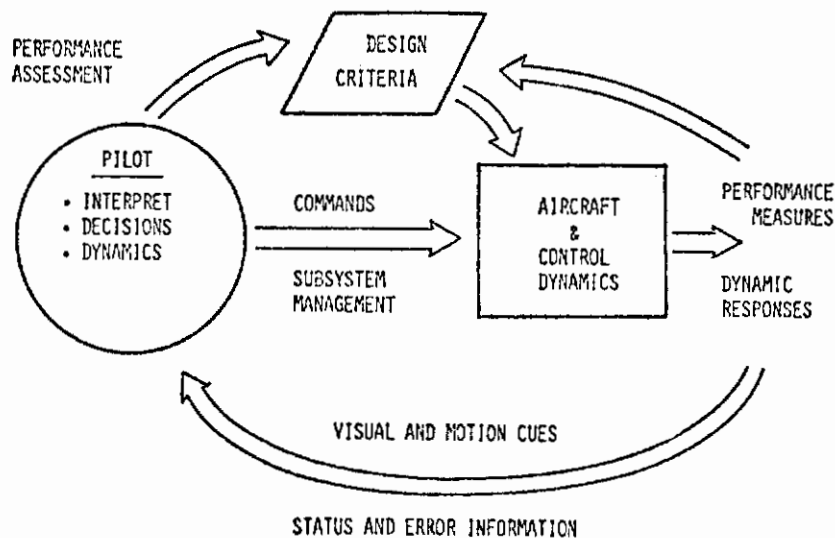 PERFORMANCE
ASSESSMENT
DESIGN
CRITERIA
PILOT
• INTERPRET
• DECISIONS
• DYNAMICS
COMMANDS
SUBSYSTEM
MANAGEMENT
AIRCRAFT
&
CONTROL
DYNAMICS
PERFORMANCE
MEASURES
DYNAMIC
RESPONSES
VISUAL AND MOTION CUES
STATUS AND ERROR INFORMATION